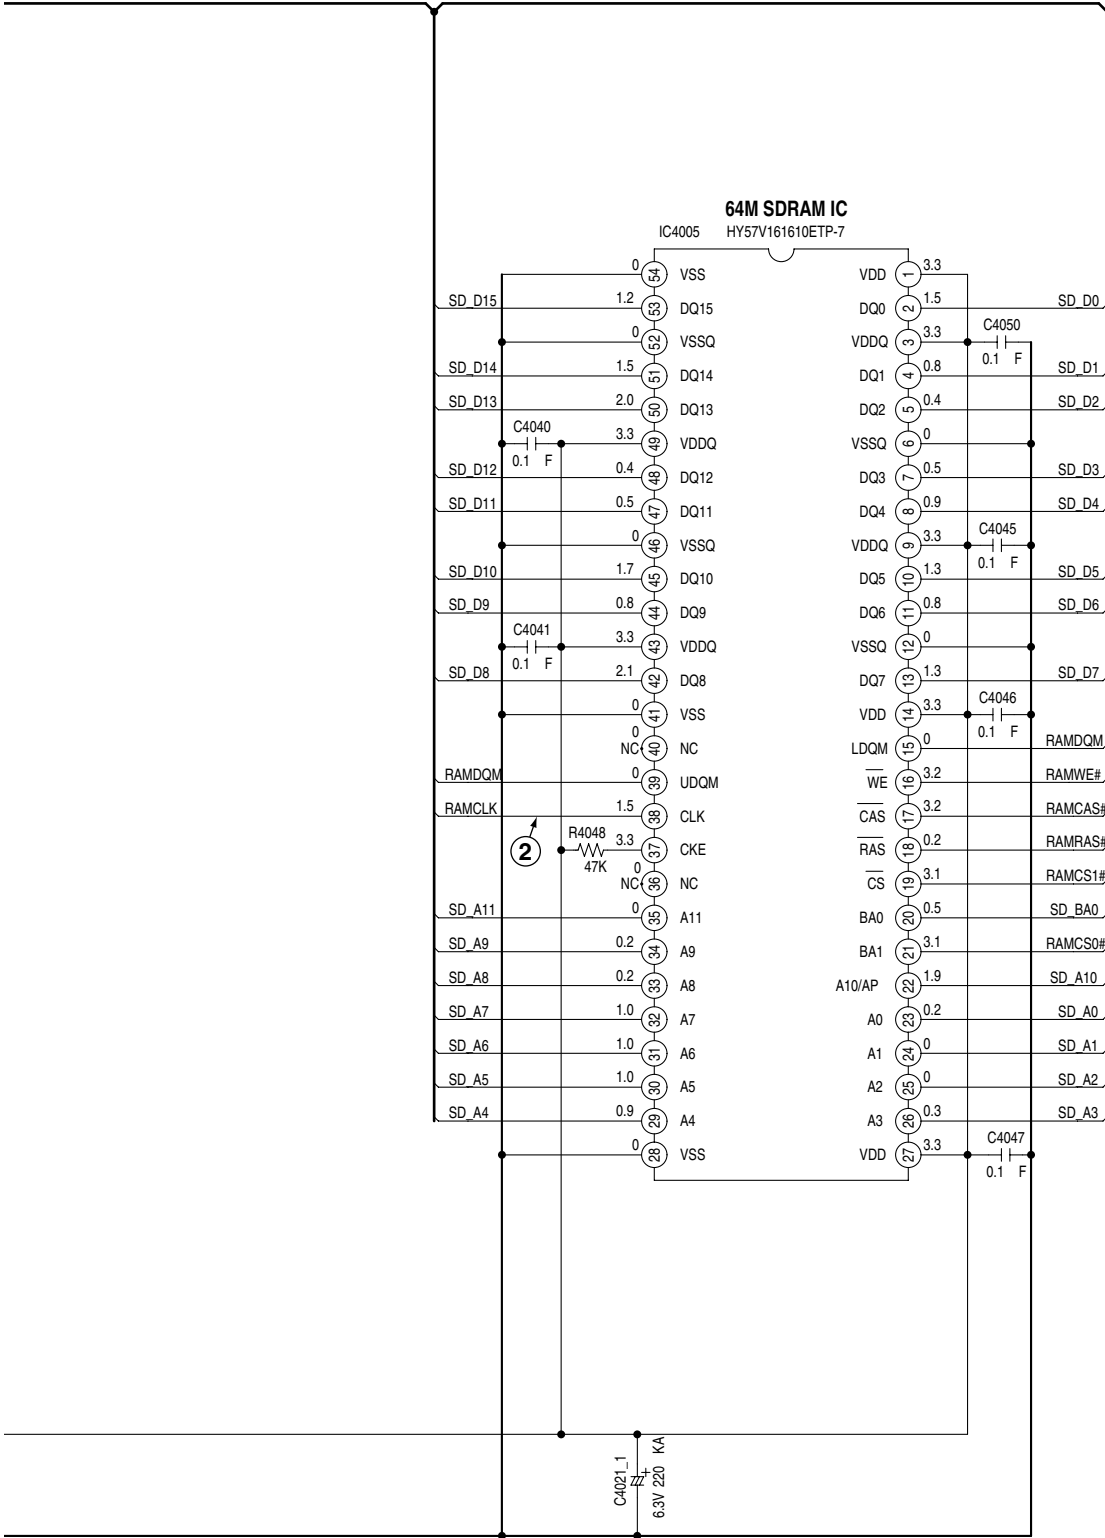 64M SDRAM IC
IC4005 HY57V161610ETP-7
0 54 VSS VDD 1 3.3
SD_D15 1.2 53 DQ15 DQ0 2 1.5 SD_D0
0 52 VSSQ VDDQ 3 3.3 C4050 0.1 F
SD_D14 1.5 51 DQ14 DQ1 4 0.8 SD_D1
SD_D13 2.0 50 DQ13 DQ2 5 0.4 SD_D2
C4040 0.1 F 3.3 49 VDDQ VSSQ 6 0
SD_D12 0.4 48 DQ12 DQ3 7 0.5 SD_D3
SD_D11 0.5 47 DQ11 DQ4 8 0.9 SD_D4
0 46 VSSQ VDDQ 9 3.3 C4045 0.1 F
SD_D10 1.7 45 DQ10 DQ5 10 1.3 SD_D5
SD_D9 0.8 44 DQ9 DQ6 11 0.8 SD_D6
C4041 0.1 F 3.3 43 VDDQ VSSQ 12 0
SD_D8 2.1 42 DQ8 DQ7 13 1.3 SD_D7
0 41 VSS VDD 14 3.3 C4046 0.1 F
0 NC 40 NC LDQM 15 0 RAMDQM
RAMDQM 0 39 UDQM WE 16 3.2 RAMWE#
RAMCLK 1.5 38 CLK CAS 17 3.2 RAMCAS#
2 R4048 47K 3.3 37 CKE RAS 18 0.2 RAMRAS#
0 NC 36 NC CS 19 3.1 RAMCS1#
SD_A11 0 35 A11 BA0 20 0.5 SD_BA0
SD_A9 0.2 34 A9 BA1 21 3.1 RAMCS0#
SD_A8 0.2 33 A8 A10/AP 22 1.9 SD_A10
SD_A7 1.0 32 A7 A0 23 0.2 SD_A0
SD_A6 1.0 31 A6 A1 24 0 SD_A1
SD_A5 1.0 30 A5 A2 25 0 SD_A2
SD_A4 0.9 29 A4 A3 26 0.3 SD_A3
0 28 VSS VDD 27 3.3 C4047 0.1 F
C4021_1
+
6.3V 220 KA